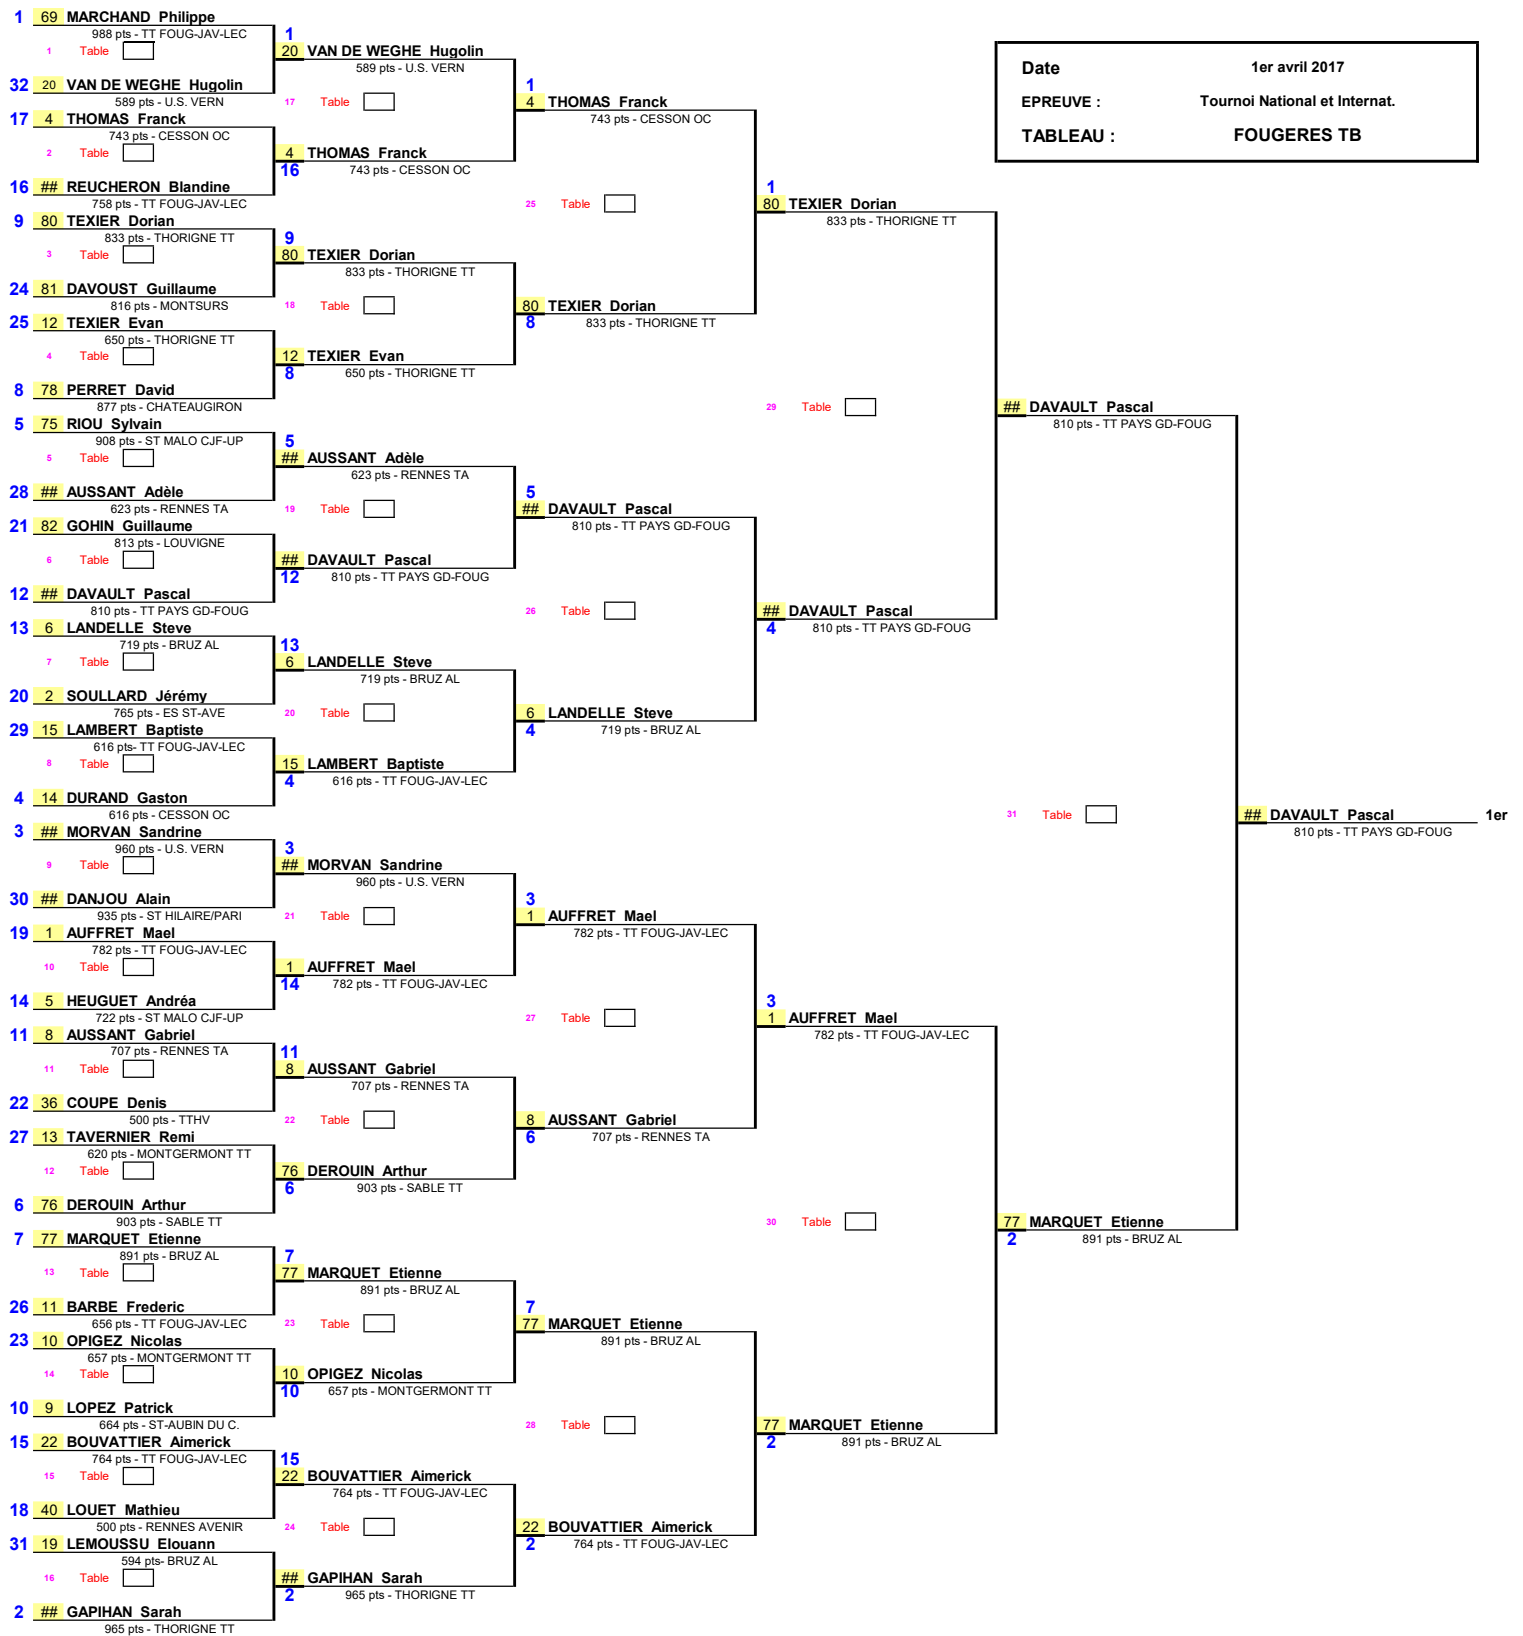 Date 1er avril 2017
EPREUVE : Tournoi National et Internat.
TABLEAU : FOUGERES TB
1 69 MARCHAND Philippe
988 pts - TT FOUG-JAV-LEC
1 Table
32 20 VAN DE WEGHE Hugolin
589 pts - U.S. VERN
17 4 THOMAS Franck
743 pts - CESSON OC
2 Table
16 ## REUCHERON Blandine
758 pts - TT FOUG-JAV-LEC
9 80 TEXIER Dorian
833 pts - THORIGNE TT
3 Table
24 81 DAVOUST Guillaume
816 pts - MONTSURS
25 12 TEXIER Evan
650 pts - THORIGNE TT
4 Table
8 78 PERRET David
877 pts - CHATEAUGIRON
5 75 RIOU Sylvain
908 pts - ST MALO CJF-UP
5 Table
28 ## AUSSANT Adèle
623 pts - RENNES TA
21 82 GOHIN Guillaume
813 pts - LOUVIGNE
6 Table
12 ## DAVAULT Pascal
810 pts - TT PAYS GD-FOUG
13 6 LANDELLE Steve
719 pts - BRUZ AL
7 Table
20 2 SOULLARD Jérémy
765 pts - ES ST-AVE
29 15 LAMBERT Baptiste
616 pts- TT FOUG-JAV-LEC
8 Table
4 14 DURAND Gaston
616 pts - CESSON OC
3 ## MORVAN Sandrine
960 pts - U.S. VERN
9 Table
30 ## DANJOU Alain
935 pts - ST HILAIRE/PARI
19 1 AUFFRET Mael
782 pts - TT FOUG-JAV-LEC
10 Table
14 5 HEUGUET Andréa
722 pts - ST MALO CJF-UP
11 8 AUSSANT Gabriel
707 pts - RENNES TA
11 Table
22 36 COUPE Denis
500 pts - TTHV
27 13 TAVERNIER Remi
620 pts - MONTGERMONT TT
12 Table
6 76 DEROUIN Arthur
903 pts - SABLE TT
7 77 MARQUET Etienne
891 pts - BRUZ AL
13 Table
26 11 BARBE Frederic
656 pts - TT FOUG-JAV-LEC
23 10 OPIGEZ Nicolas
657 pts - MONTGERMONT TT
14 Table
10 9 LOPEZ Patrick
664 pts - ST-AUBIN DU C.
15 22 BOUVATTIER Aimerick
764 pts - TT FOUG-JAV-LEC
15 Table
18 40 LOUET Mathieu
500 pts - RENNES AVENIR
31 19 LEMOUSSU Elouann
594 pts- BRUZ AL
16 Table
2 ## GAPIHAN Sarah
965 pts - THORIGNE TT
1
20 VAN DE WEGHE Hugolin
589 pts - U.S. VERN
17 Table
4 THOMAS Franck
16 743 pts - CESSON OC
9
80 TEXIER Dorian
833 pts - THORIGNE TT
18 Table
12 TEXIER Evan
8 650 pts - THORIGNE TT
5
## AUSSANT Adèle
623 pts - RENNES TA
19 Table
## DAVAULT Pascal
12 810 pts - TT PAYS GD-FOUG
13
6 LANDELLE Steve
719 pts - BRUZ AL
20 Table
15 LAMBERT Baptiste
4 616 pts - TT FOUG-JAV-LEC
3
## MORVAN Sandrine
960 pts - U.S. VERN
21 Table
1 AUFFRET Mael
14 782 pts - TT FOUG-JAV-LEC
11
8 AUSSANT Gabriel
707 pts - RENNES TA
22 Table
76 DEROUIN Arthur
6 903 pts - SABLE TT
7
77 MARQUET Etienne
891 pts - BRUZ AL
23 Table
10 OPIGEZ Nicolas
10 657 pts - MONTGERMONT TT
15
22 BOUVATTIER Aimerick
764 pts - TT FOUG-JAV-LEC
24 Table
## GAPIHAN Sarah
2 965 pts - THORIGNE TT
1
4 THOMAS Franck
743 pts - CESSON OC
25 Table
80 TEXIER Dorian
8 833 pts - THORIGNE TT
5
## DAVAULT Pascal
810 pts - TT PAYS GD-FOUG
26 Table
6 LANDELLE Steve
4 719 pts - BRUZ AL
3
1 AUFFRET Mael
782 pts - TT FOUG-JAV-LEC
27 Table
8 AUSSANT Gabriel
6 707 pts - RENNES TA
7
77 MARQUET Etienne
891 pts - BRUZ AL
28 Table
22 BOUVATTIER Aimerick
2 764 pts - TT FOUG-JAV-LEC
1
80 TEXIER Dorian
833 pts - THORIGNE TT
29 Table
## DAVAULT Pascal
4 810 pts - TT PAYS GD-FOUG
3
1 AUFFRET Mael
782 pts - TT FOUG-JAV-LEC
30 Table
77 MARQUET Etienne
2 891 pts - BRUZ AL
## DAVAULT Pascal
810 pts - TT PAYS GD-FOUG
31 Table
77 MARQUET Etienne
2 891 pts - BRUZ AL
## DAVAULT Pascal 1er
810 pts - TT PAYS GD-FOUG